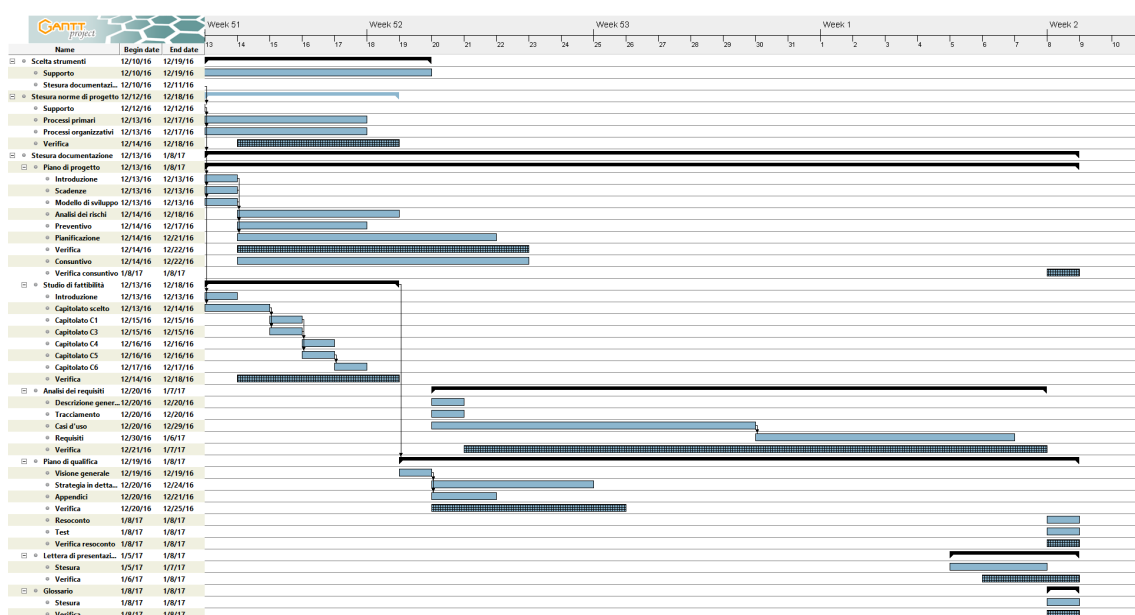 GANTT project
Week 51 Week 52 Week 53 Week 1 Week 2
Name Begin date End date 13 14 15 16 17 18 19 20 21 22 23 24 25 26 27 28 29 30 31 1 2 3 4 5 6 7 8 9 10
Scelta strumenti 12/10/16 12/19/16
Supporto 12/10/16 12/19/16
Stesura documentazi... 12/10/16 12/11/16
Stesura norme di progetto 12/12/16 12/18/16
Supporto 12/12/16 12/12/16
Processi primari 12/13/16 12/17/16
Processi organizzativi 12/13/16 12/17/16
Verifica 12/14/16 12/18/16
Stesura documentazione 12/13/16 1/8/17
Piano di progetto 12/13/16 1/8/17
Introduzione 12/13/16 12/13/16
Scadenze 12/13/16 12/13/16
Modello di sviluppo 12/13/16 12/13/16
Analisi dei rischi 12/14/16 12/18/16
Preventivo 12/14/16 12/17/16
Pianificazione 12/14/16 12/21/16
Verifica 12/14/16 12/22/16
Consuntivo 12/14/16 12/22/16
Verifica consuntivo 1/8/17 1/8/17
Studio di fattibilità 12/13/16 12/18/16
Introduzione 12/13/16 12/13/16
Capitolato scelto 12/13/16 12/14/16
Capitolato C1 12/15/16 12/15/16
Capitolato C3 12/15/16 12/15/16
Capitolato C4 12/16/16 12/16/16
Capitolato C5 12/16/16 12/16/16
Capitolato C6 12/17/16 12/17/16
Verifica 12/14/16 12/18/16
Analisi dei requisiti 12/20/16 1/7/17
Descrizione gener... 12/20/16 12/20/16
Tracciamento 12/20/16 12/20/16
Casi d'uso 12/20/16 12/29/16
Requisiti 12/30/16 1/6/17
Verifica 12/21/16 1/7/17
Piano di qualifica 12/19/16 1/8/17
Visione generale 12/19/16 12/19/16
Strategia in detta... 12/20/16 12/24/16
Appendici 12/20/16 12/21/16
Verifica 12/20/16 12/25/16
Resoconto 1/8/17 1/8/17
Test 1/8/17 1/8/17
Verifica resoconto 1/8/17 1/8/17
Lettera di presentazi... 1/5/17 1/8/17
Stesura 1/5/17 1/7/17
Verifica 1/6/17 1/8/17
Glossario 1/8/17 1/8/17
Stesura 1/8/17 1/8/17
Verifica 1/8/17 1/8/17